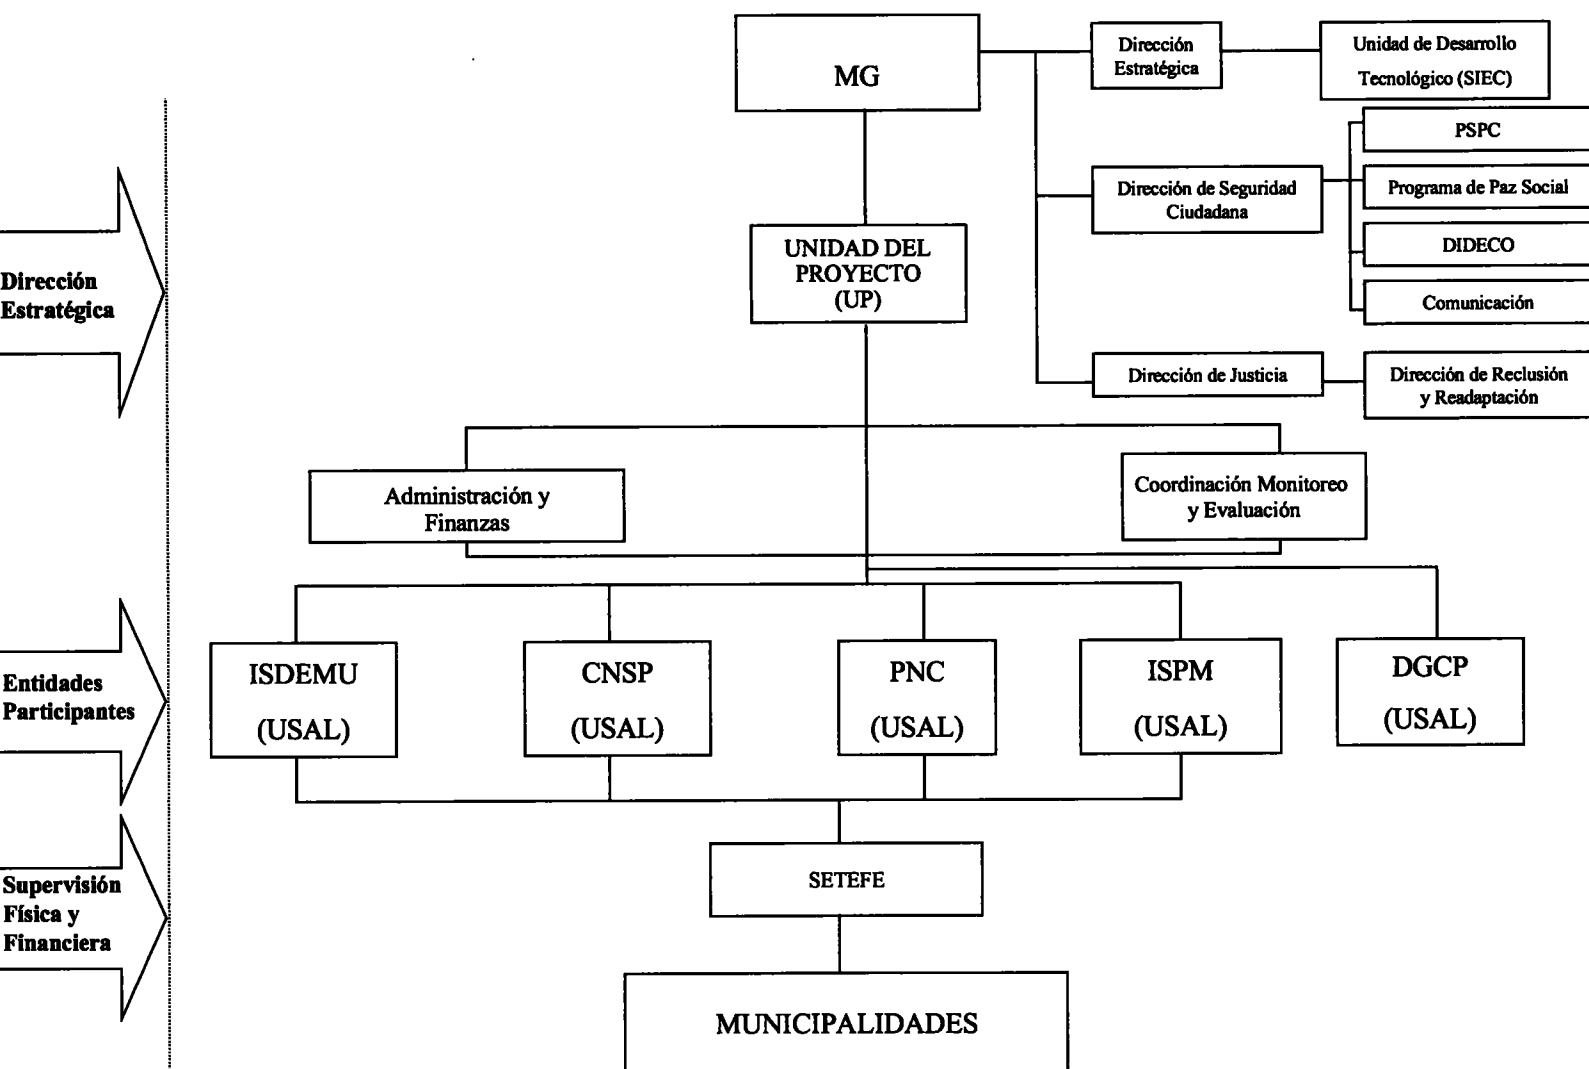 MG
Dirección
Estratégica
Unidad de Desarrollo
Tecnológico (SIEC)
PSPC
Dirección de Seguridad
Ciudadana
Programa de Paz Social
DIDECO
Comunicación
UNIDAD DEL
PROYECTO
(UP)
Dirección
Estratégica
Dirección de Justicia
Dirección de Reclusión
y Readaptación
Administración y
Finanzas
Coordinación Monitoreo
y Evaluación
Entidades
Participantes
ISDEMU
(USAL)
CNSP
(USAL)
PNC
(USAL)
ISPM
(USAL)
DGCP
(USAL)
Supervisión
Física y
Financiera
SETEFE
MUNICIPALIDADES